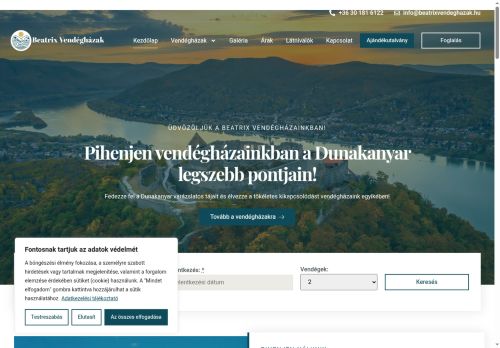 +36 30 181 6122 info@beatrixvendeghazak.hu
Beatrix Vendégházak
Kezdőlap Vendégházak Galéria Árak Látnivalók Kapcsolat Ajándékutalvány Foglalás
ÜDVÖZÖLJÜK A BEATRIX VENDÉGHÁZAINKBAN!
Pihenjen vendégházainkban a Dunakanyar
legszebb pontjain!
Fedezze fel a Dunakanyar varázslatos tájait és élvezze a tökéletes kikapcsolódást vendégházaink egyikében!
Tovább a vendégházakra →
Fontosnak tartjuk az adatok védelmét
A böngészési élmény fokozása, a személyre szabott
hirdetések vagy tartalmak megjelenítése, valamint a forgalom
elemzése érdekében sütiket (cookie) használunk. A "Mindet
elfogadom" gombra kattintva hozzájárulhat a sütik
használatához. Adatkezelési tájékoztató
Testreszabás Elutasít Az összes elfogadása
ntkezés: *
elentkezési dátum
Vendégek:
2
Keresés